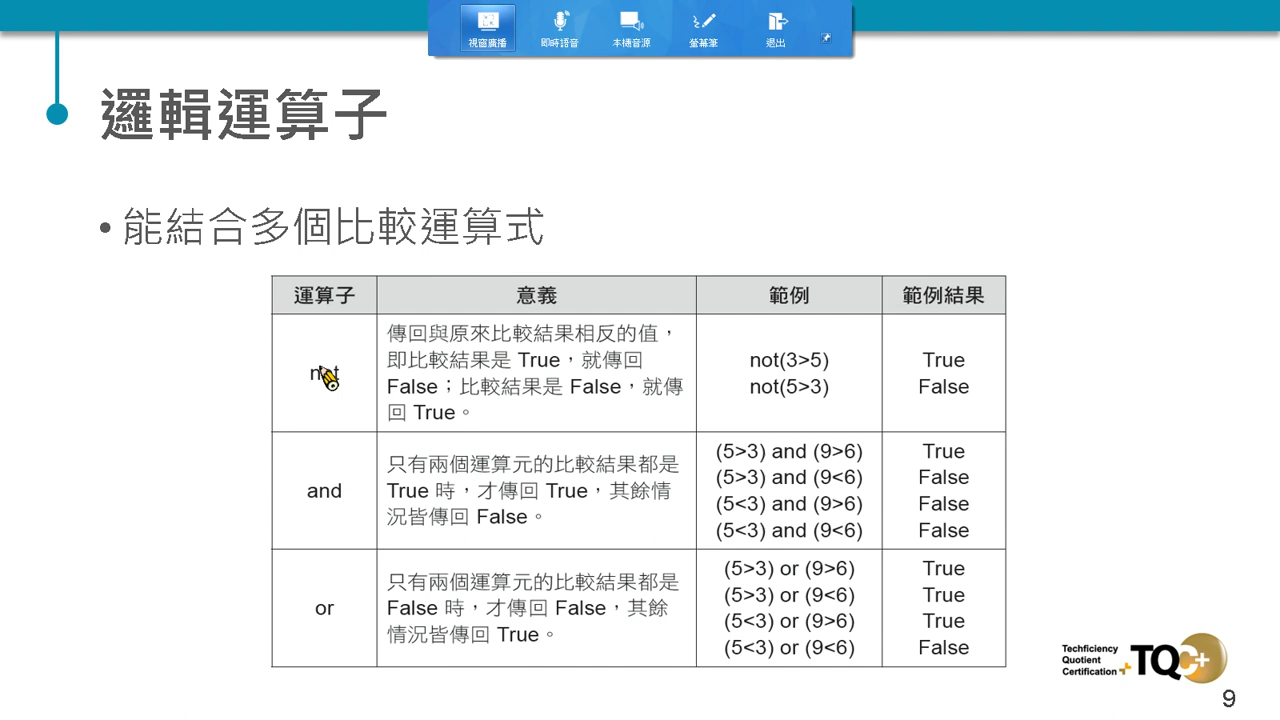 視窗廣播
即時語音
本機音源
螢幕筆
退出
邏輯運算子
• 能結合多個比較運算式
運算子 意義 範例 範例結果
傳回與原來比較結果相反的值，
即比較結果是 True，就傳回
False；比較結果是 False，就傳
回 True。
not
not(3>5) True
not(5>3) False
and
只有兩個運算元的比較結果都是
True 時，才傳回 True，其餘情
況皆傳回 False。
(5>3) and (9>6) True
(5>3) and (9<6) False
(5<3) and (9>6) False
(5<3) and (9<6) False
or
只有兩個運算元的比較結果都是
False 時，才傳回 False，其餘
情況皆傳回 True。
(5>3) or (9>6) True
(5>3) or (9<6) True
(5<3) or (9>6) True
(5<3) or (9<6) False
Techficiency
Quotient
Certification
TQC+
9